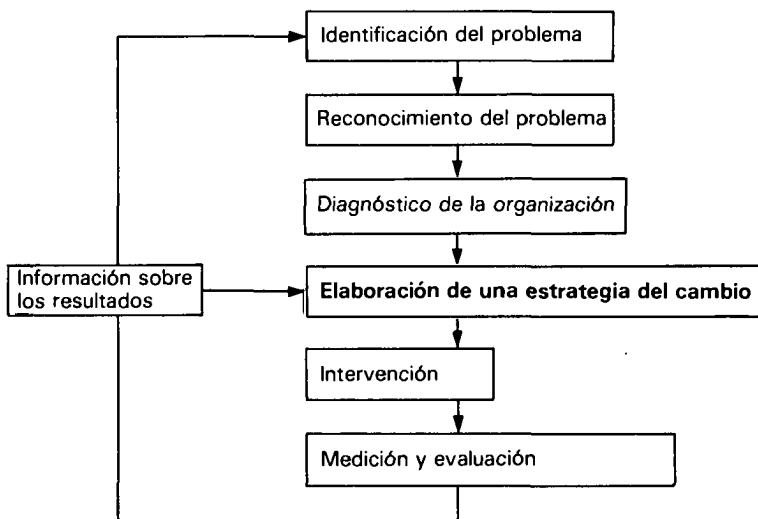 Identificación del problema
Reconocimiento del problema
Diagnóstico de la organización
Información sobre
los resultados
Elaboración de una estrategia del cambio
Intervención
Medición y evaluación